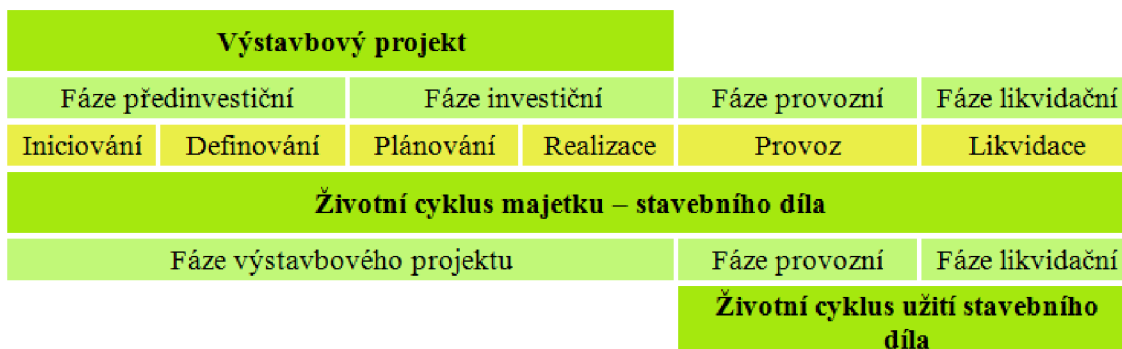 Výstavbový projekt
Fáze předinvestiční Fáze investiční Fáze provozní Fáze likvidační
Iniciování Definování Plánování Realizace Provoz Likvidace
Životní cyklus majetku – stavebního díla
Fáze výstavbového projektu Fáze provozní Fáze likvidační
Životní cyklus užití stavebního
díla